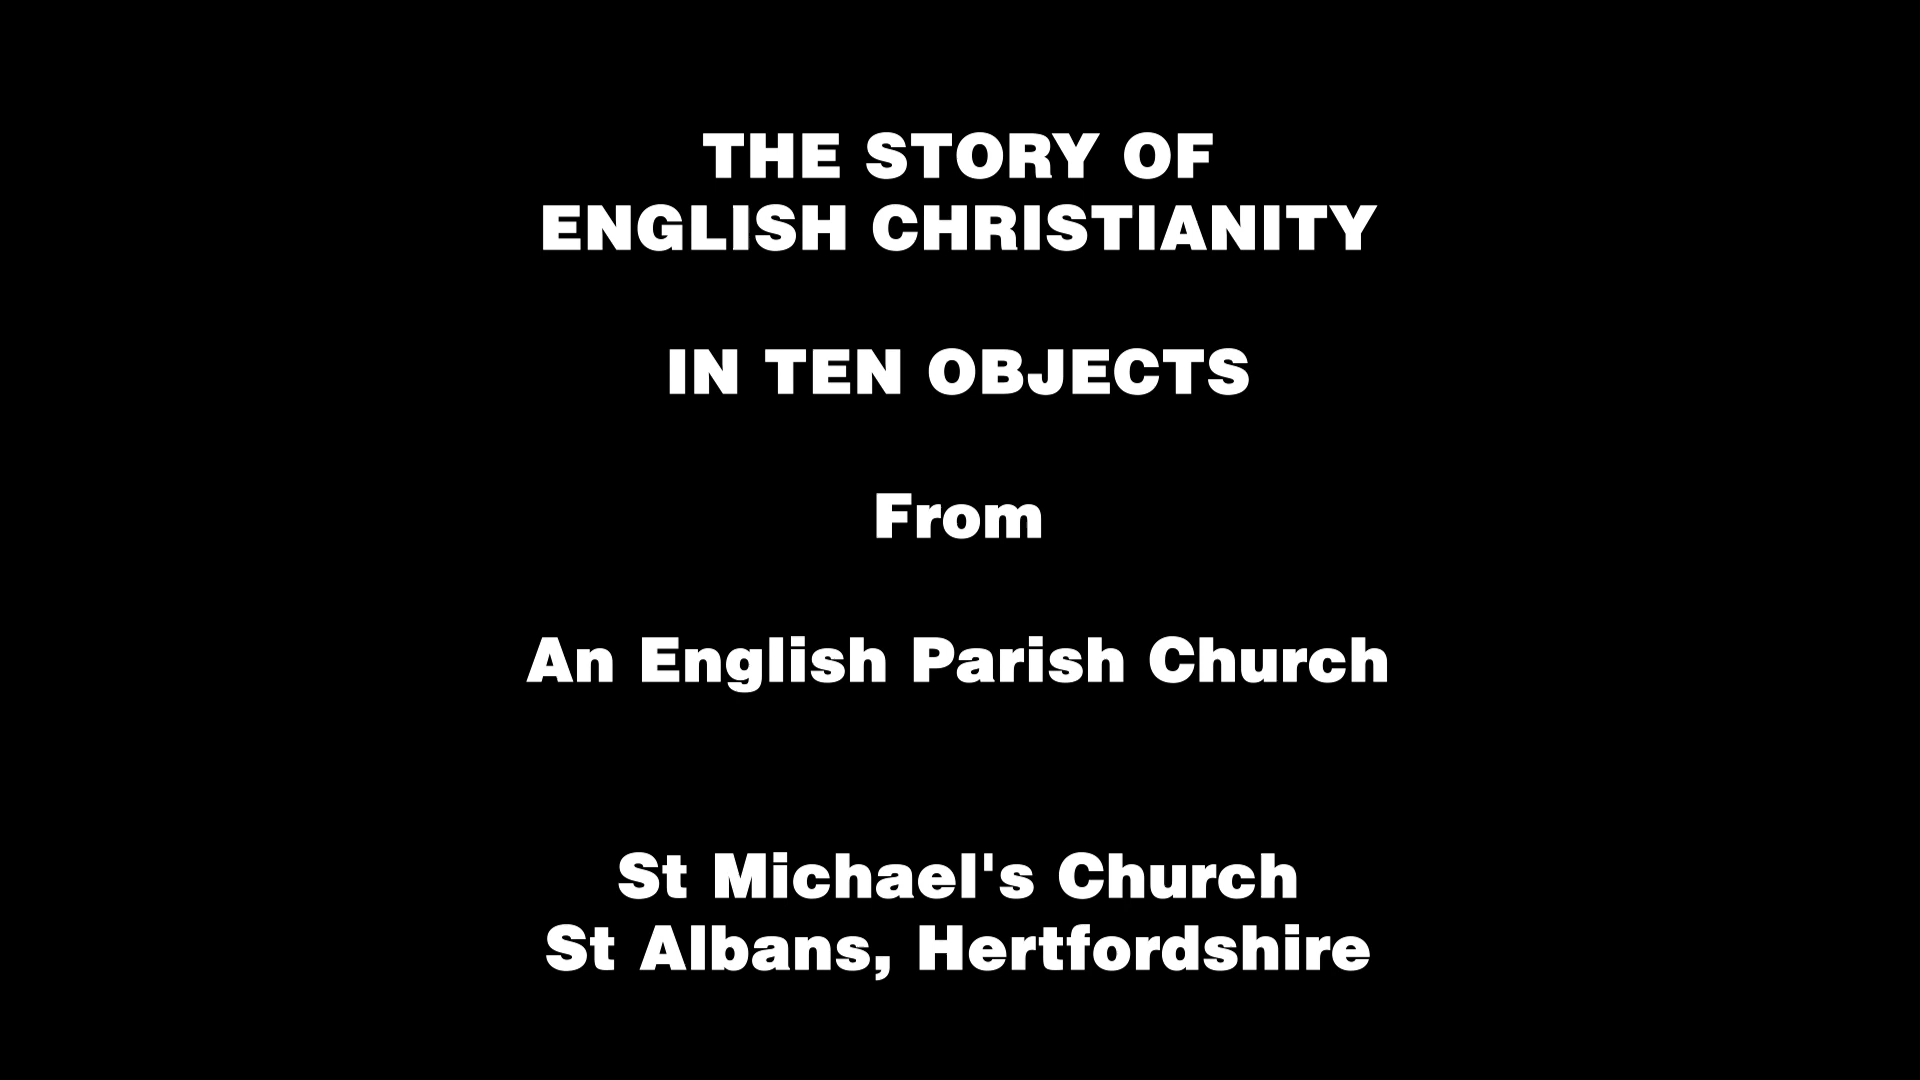 THE STORY OF
ENGLISH CHRISTIANITY
IN TEN OBJECTS
From
An English Parish Church
St Michael's Church
St Albans, Hertfordshire